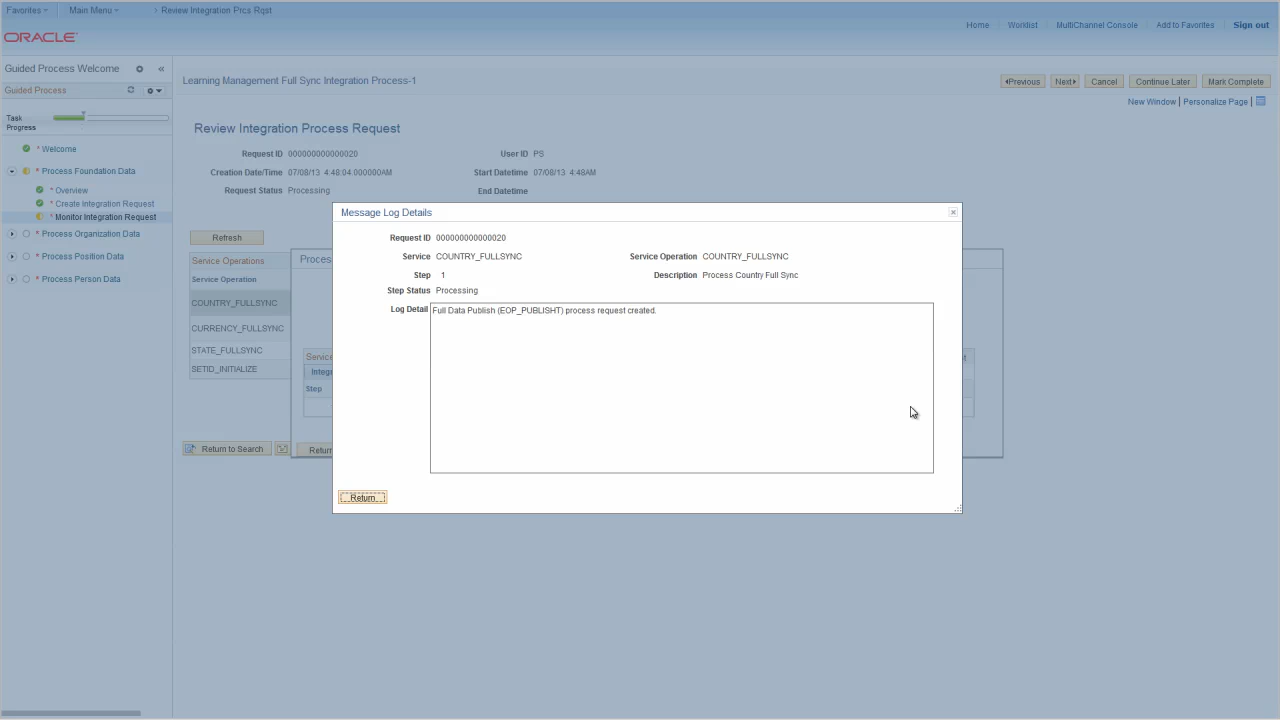 Favorites Main Menu > Review Integration Prcs Rqst
Home Worklist MultiChannel Console Add to Favorites Sign out
ORACLE
Guided Process Welcome «
Learning Management Full Sync Integration Process-1
Previous Next Cancel Continue Later Mark Complete
Guided Process
New Window | Personalize Page |
Task Progress
Review Integration Process Request
* Welcome
* Process Foundation Data
* Overview
* Create Integration Request
* Monitor Integration Request
* Process Organization Data
* Process Position Data
* Process Person Data
Request ID 000000000000020 User ID PS
Creation Date/Time 07/08/13 4:48:04.000000AM Start Datetime 07/08/13 4:48AM
Request Status Processing End Datetime
Refresh
Service Operations
Service Operation
COUNTRY_FULLSYNC
CURRENCY_FULLSYNC
STATE_FULLSYNC
SETID_INITIALIZE
Return to Search
Proces
Service
Integr
Step
Return
Message Log Details
Request ID 000000000000020
Service COUNTRY_FULLSYNC Service Operation COUNTRY_FULLSYNC
Step 1 Description Process Country Full Sync
Step Status Processing
Log Detail Full Data Publish (EOP_PUBLISHT) process request created.
Return